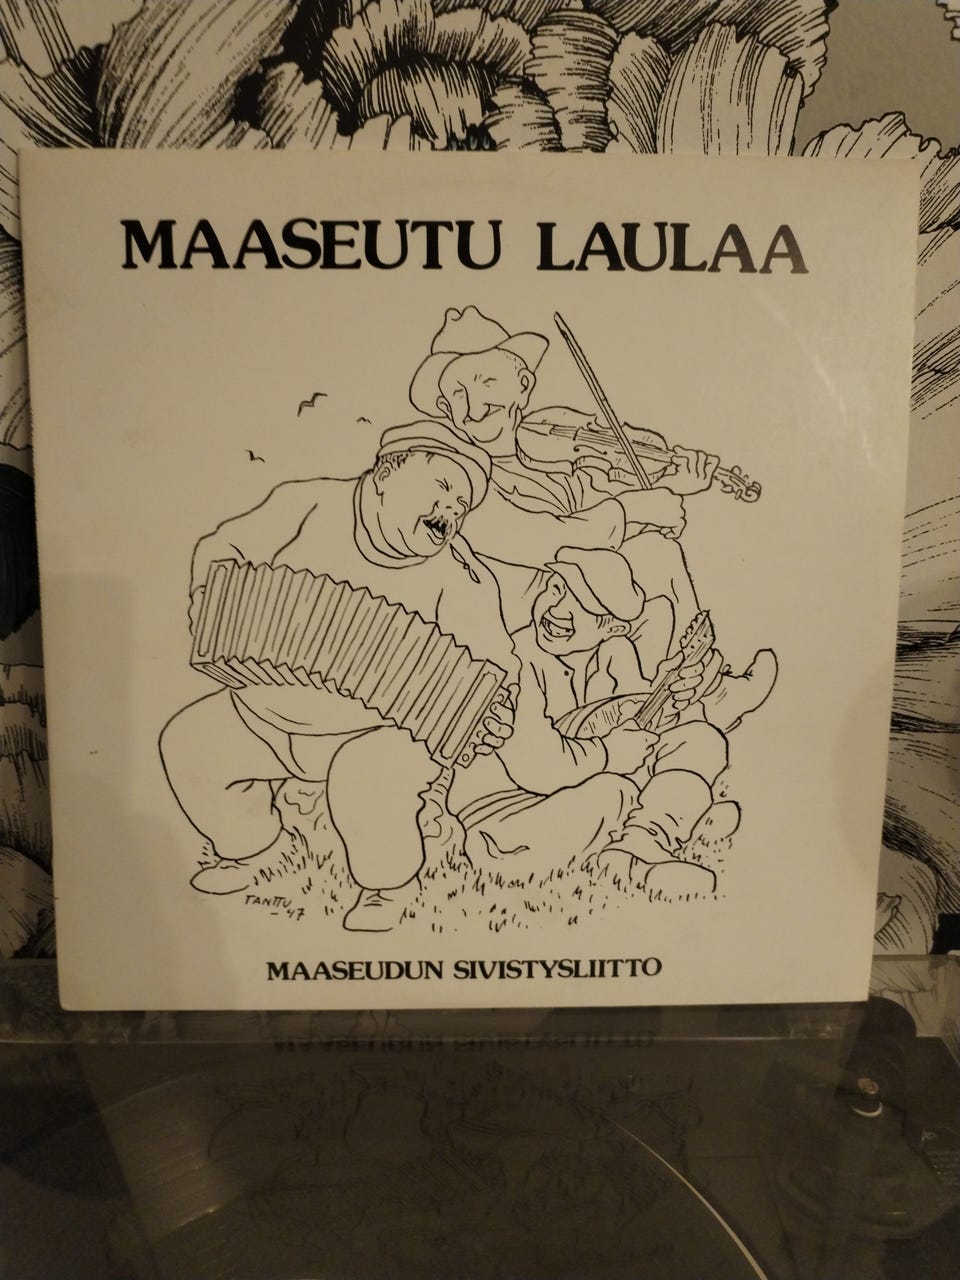 MAASEUTU LAULAA
TANTTU
-47
MAASEUDUN SIVISTYSLIITTO